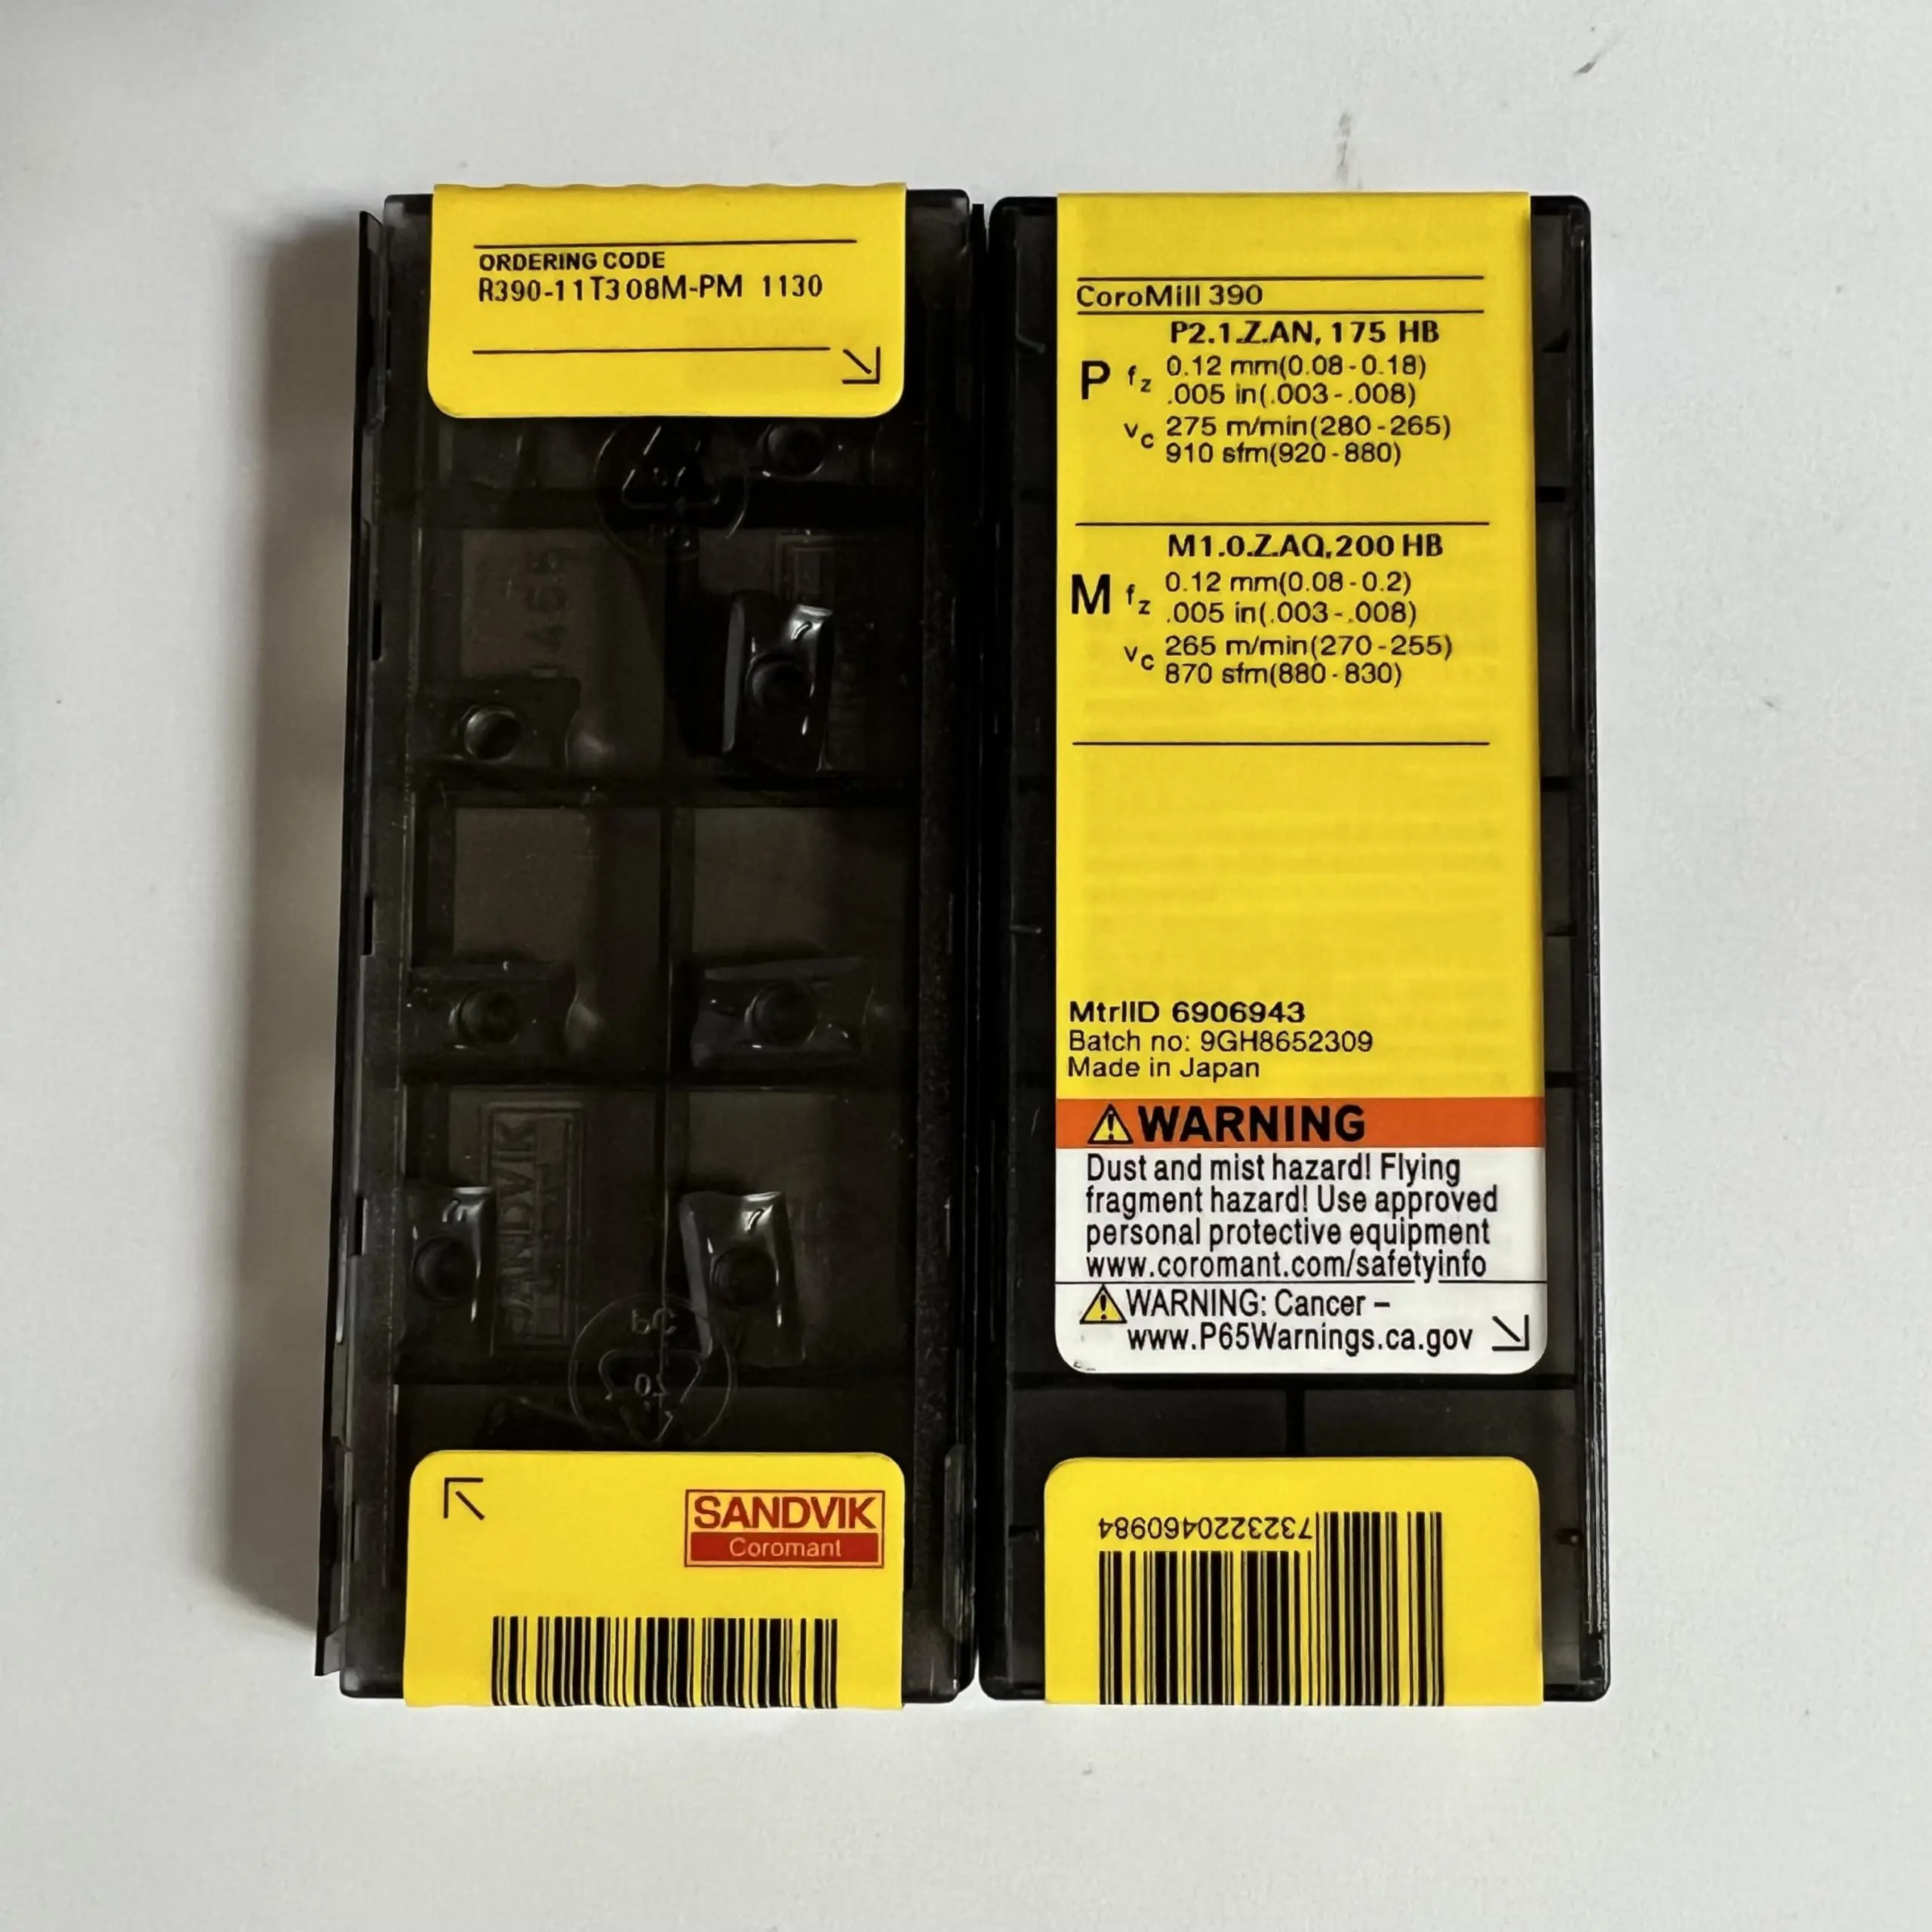 ORDERING CODE
R390-11T308M-PM 1130
SANDVIK
SANDVIK
Coromant
CoroMill 390
P2.1.Z.AN, 175 HB
P fz 0.12 mm(0.08-0.18)
.005 in(.003-.008)
vc 275 m/min(280-265)
910 sfm(920-880)
M1.0.Z.AQ,200 HB
M fz 0.12 mm(0.08-0.2)
.005 in(.003-.008)
vc 265 m/min(270-255)
870 sfm(880-830)
MtrlID 6906943
Batch no: 9GH8652309
Made in Japan
WARNING
Dust and mist hazard! Flying
fragment hazard! Use approved
personal protective equipment
www.coromant.com/safetyinfo
WARNING: Cancer –
www.P65Warnings.ca.gov
7323220460984